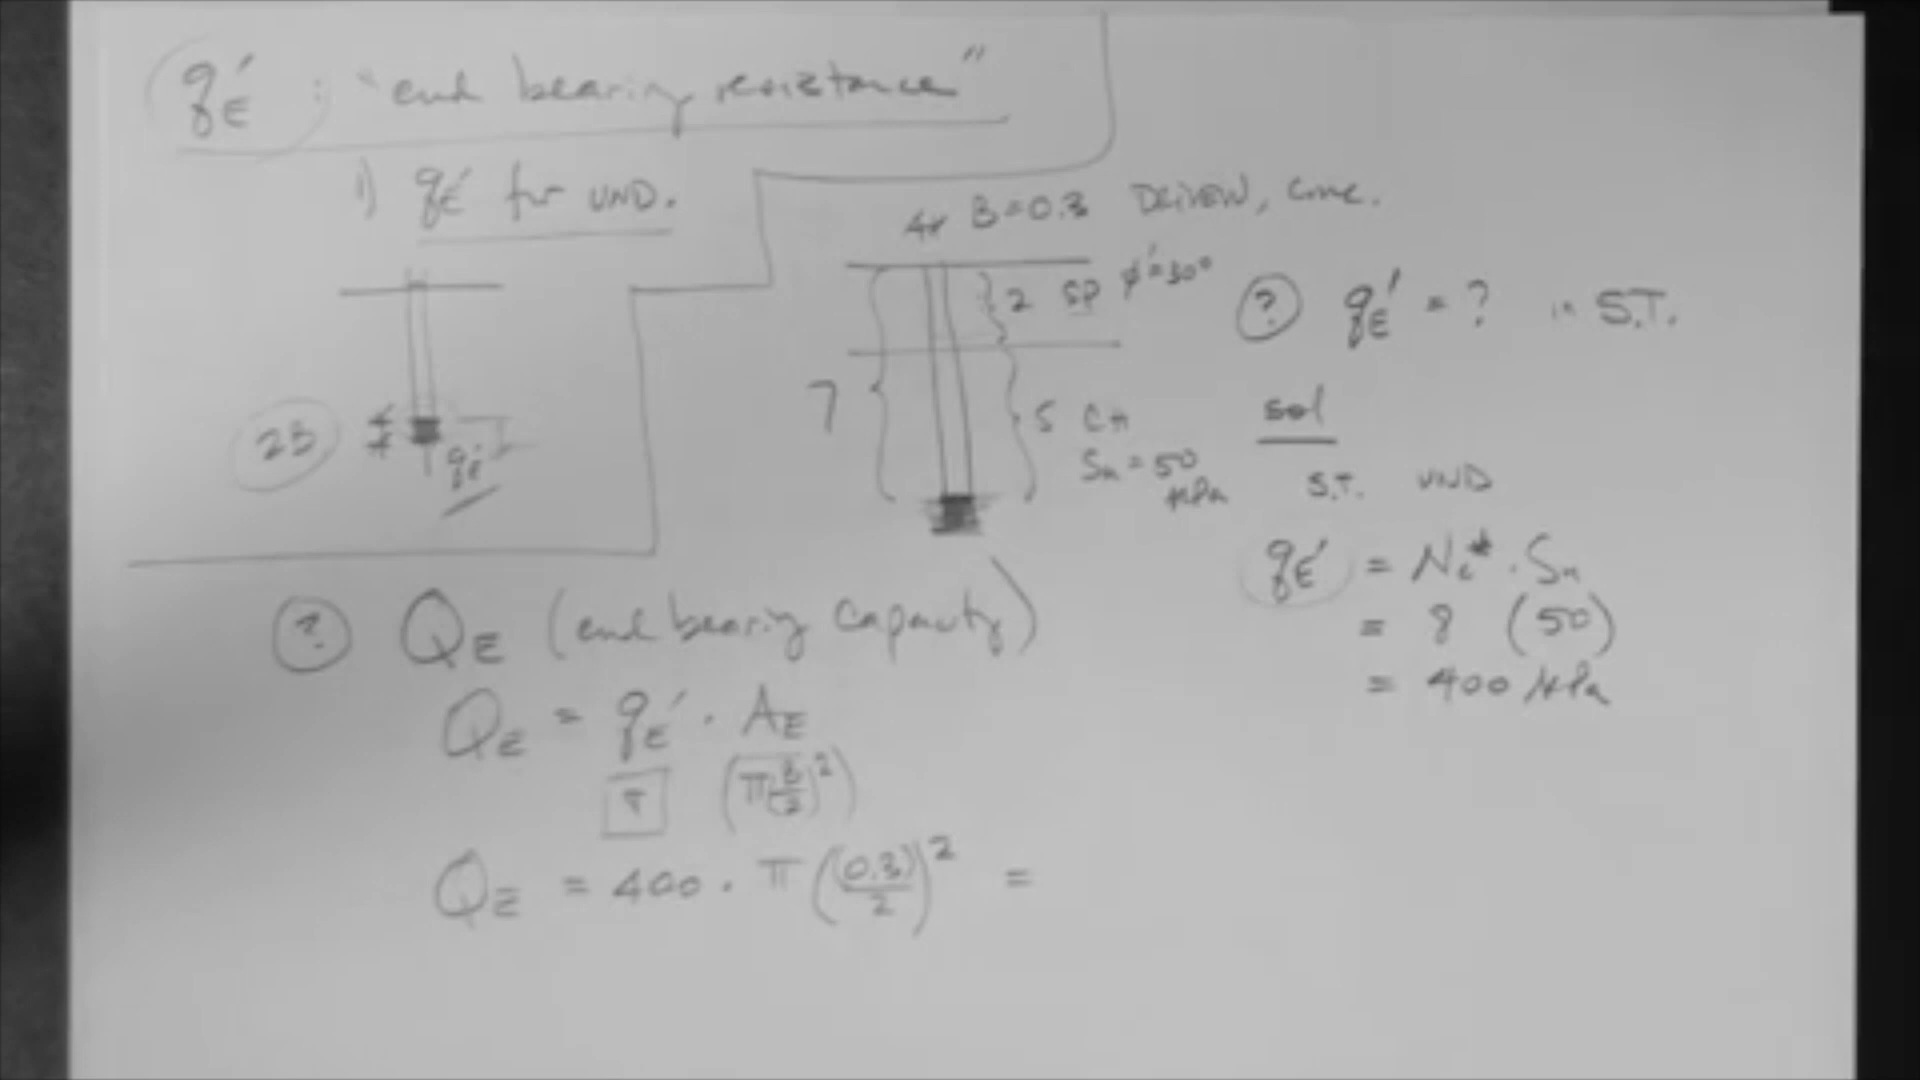 q'E : "end bearing resistance"
1) q'E for UND.
2B
q'E
4r B=0.3 DRIVEN, conc.
2 SP φ'=30°
7
5 CH
Su = 50
kPa
? q'E = ? in S.T.
sol
S.T. UND
q'E = Nc* · Su
= 8 (50)
= 400 kPa
? QE (end bearing capacity)
QE = q'E · AE
(π(B/2)²)
QE = 400 · π ((0.3)/2)² =